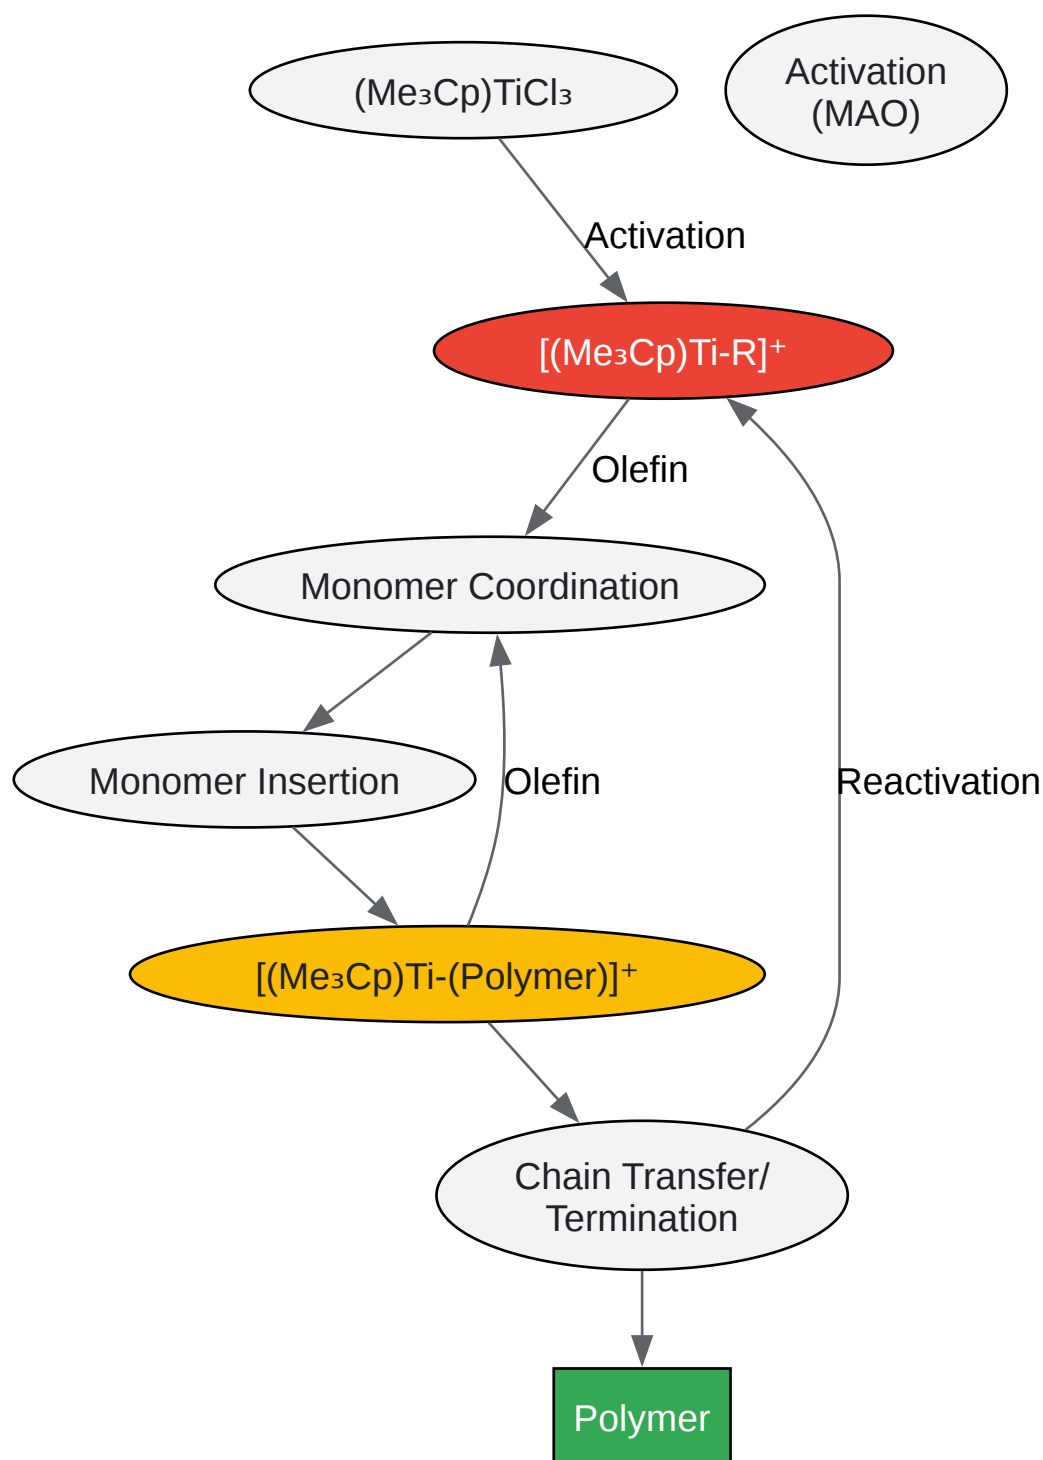 (Me₃Cp)TiCl₃
Activation
(MAO)
Activation
[(Me₃Cp)Ti-R]⁺
Olefin
Monomer Coordination
Monomer Insertion
Olefin
Reactivation
[(Me₃Cp)Ti-(Polymer)]⁺
Chain Transfer/
Termination
Polymer